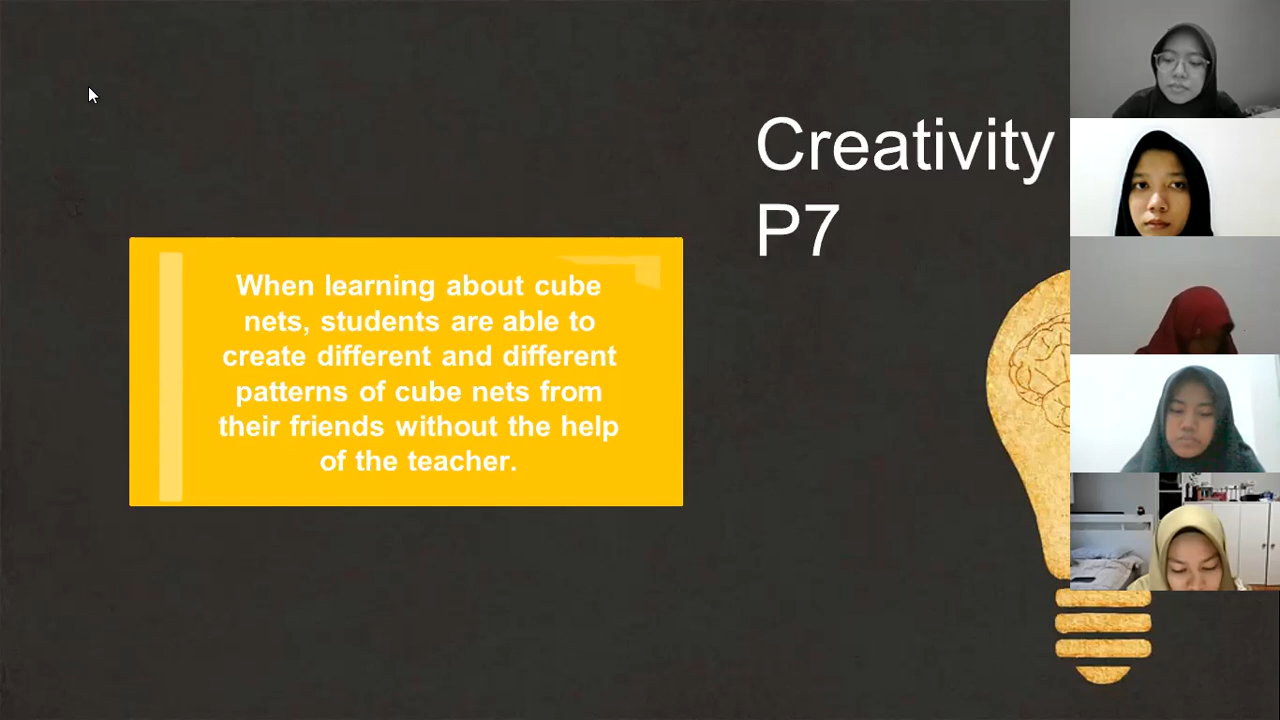 Creativity
P7
When learning about cube
nets, students are able to
create different and different
patterns of cube nets from
their friends without the help
of the teacher.